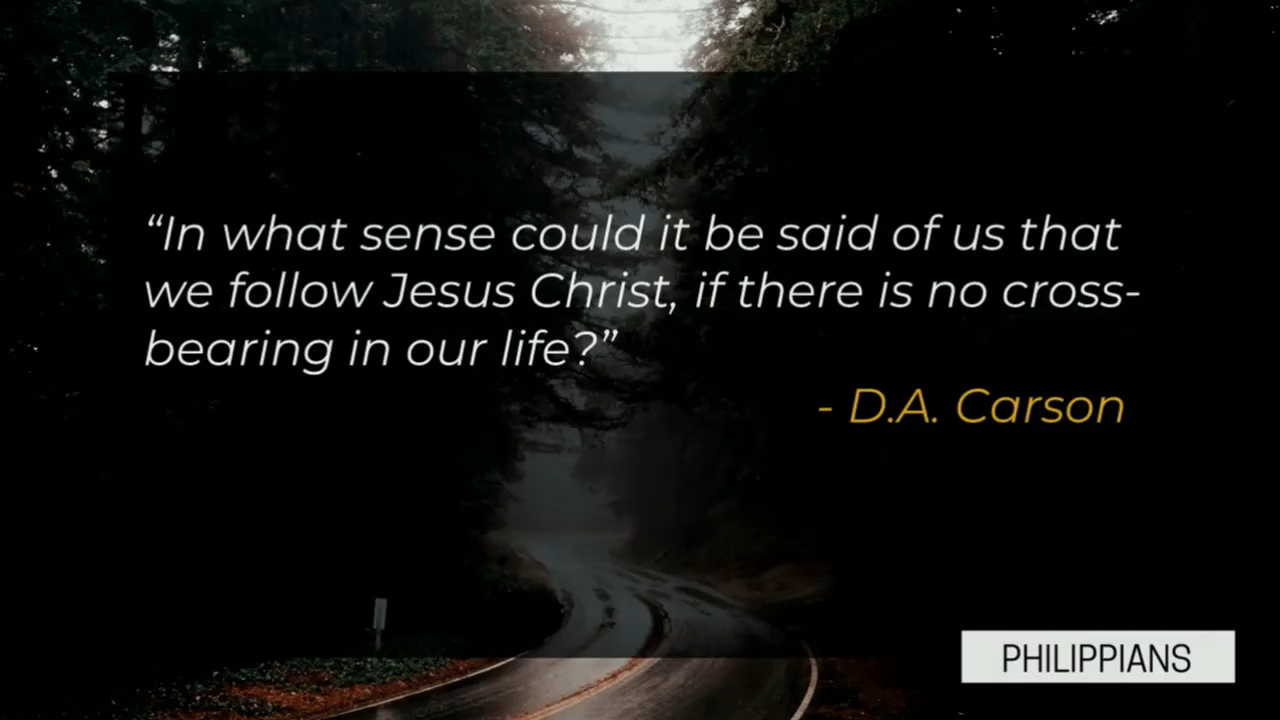 “In what sense could it be said of us that
we follow Jesus Christ, if there is no cross-
bearing in our life?”
- D.A. Carson
PHILIPPIANS